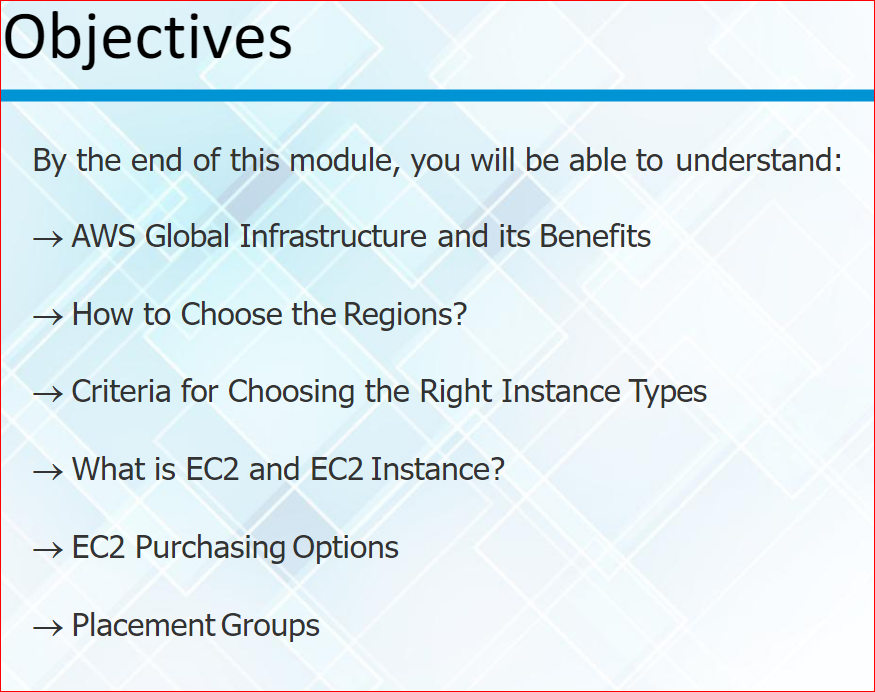 Objectives
By the end of this module, you will be able to understand:
→ AWS Global Infrastructure and its Benefits
→ How to Choose the Regions?
→ Criteria for Choosing the Right Instance Types
→ What is EC2 and EC2 Instance?
→ EC2 Purchasing Options
→ Placement Groups